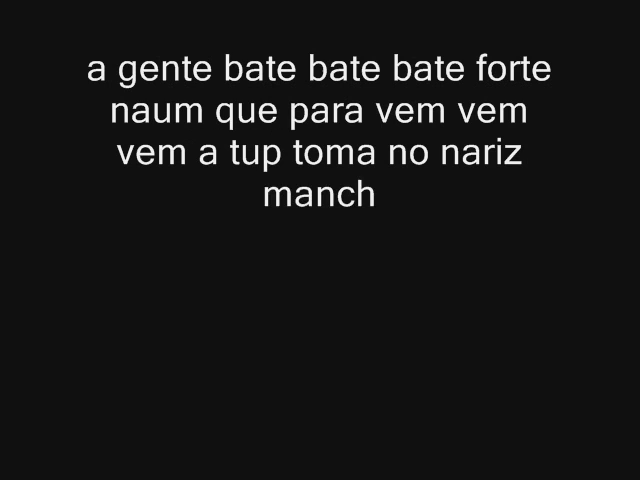 a gente bate bate bate forte
naum que para vem vem
vem a tup toma no nariz
manch